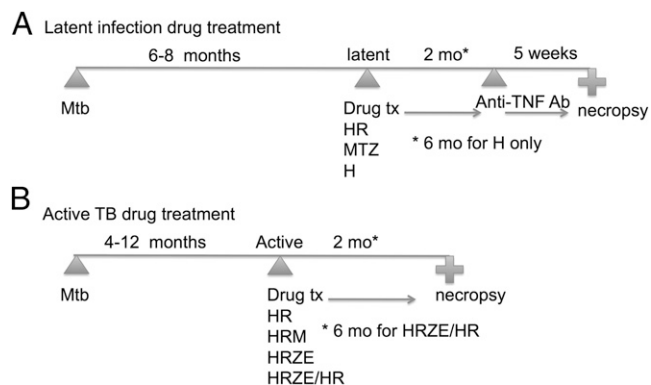 A Latent infection drug treatment
6-8 months latent 2 mo* 5 weeks
Mtb Drug tx Anti-TNF Ab necropsy
HR
MTZ * 6 mo for H only
H
B Active TB drug treatment
4-12 months Active 2 mo*
Mtb Drug tx necropsy
HR
HRM * 6 mo for HRZE/HR
HRZE
HRZE/HR